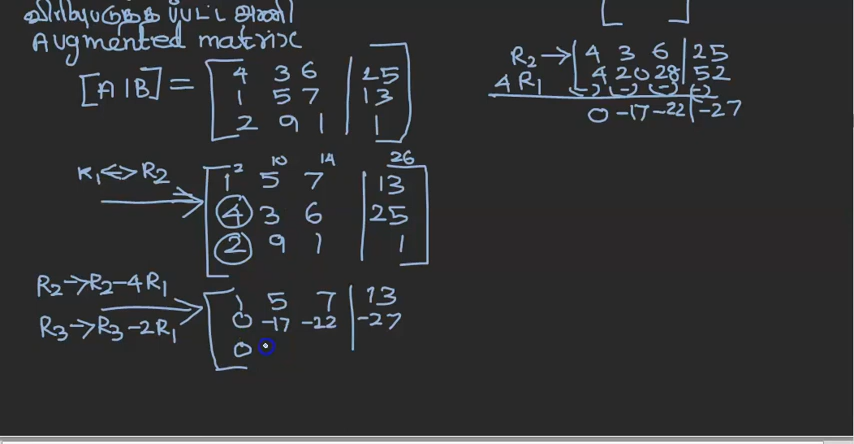 Augmented matrix
[A|B] = [4 3 6 | 25
1 5 7 | 13
2 9 1 | 1]
R₁<=>R₂
2 10 14 26
[1 5 7 | 13
4 3 6 | 25
2 9 1 | 1]
R₂→R₂-4R₁
R₃→R₃-2R₁
[1 5 7 | 13
0 -17 -22 | -27
0
[ ]
R₂→ | 4 3 6 | 25
4R₁ 4 20 28 | 52
(-) (-) (-) (-)
0 -17 -22 | -27